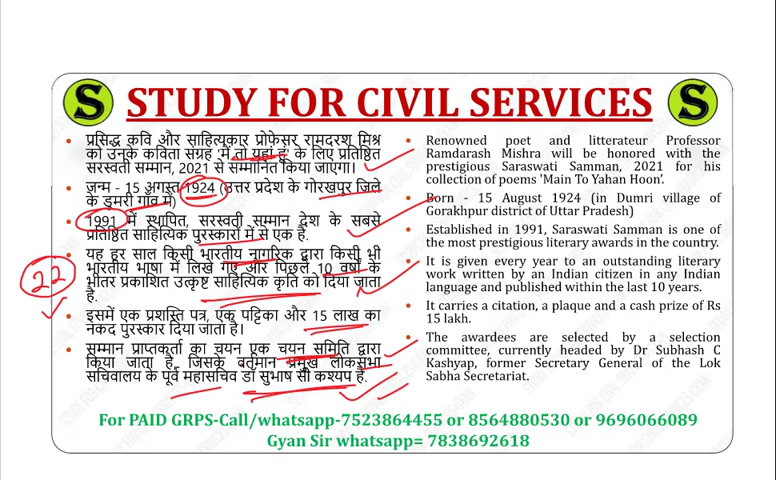 S STUDY FOR CIVIL SERVICES S
• प्रसिद्ध कवि और साहित्यकार प्रोफेसर रामदरश मिश्र
को उनके कविता संग्रह 'मैं तो यहां हूं' के लिए प्रतिष्ठित
सरस्वती सम्मान, 2021 से सम्मानित किया जाएगा।
• जन्म - 15 अगस्त 1924 (उत्तर प्रदेश के गोरखपुर जिले
के डुमरी गांव में)
• 1991 में स्थापित, सरस्वती सम्मान देश के सबसे
प्रतिष्ठित साहित्यिक पुरस्कारों में से एक है.
• यह हर साल किसी भारतीय नागरिक द्वारा किसी भी
भारतीय भाषा में लिखे गए और पिछले 10 वर्षों के
भीतर प्रकाशित उत्कृष्ट साहित्यिक कृति को दिया जाता
है.
22
• इसमें एक प्रशस्ति पत्र, एक पट्टिका और 15 लाख का
नकद पुरस्कार दिया जाता है।
• सम्मान प्राप्तकर्ता का चयन एक चयन समिति द्वारा
किया जाता है, जिसके वर्तमान प्रमुख लोकसभा
सचिवालय के पूर्व महासचिव डॉ सुभाष सी कश्यप है.
• Renowned poet and litterateur Professor
Ramdarash Mishra will be honored with the
prestigious Saraswati Samman, 2021 for his
collection of poems 'Main To Yahan Hoon'.
• Born - 15 August 1924 (in Dumri village of
Gorakhpur district of Uttar Pradesh)
• Established in 1991, Saraswati Samman is one of
the most prestigious literary awards in the country.
• It is given every year to an outstanding literary
work written by an Indian citizen in any Indian
language and published within the last 10 years.
• It carries a citation, a plaque and a cash prize of Rs
15 lakh.
• The awardees are selected by a selection
committee, currently headed by Dr Subhash C
Kashyap, former Secretary General of the Lok
Sabha Secretariat.
For PAID GRPS-Call/whatsapp-7523864455 or 8564880530 or 9696066089
Gyan Sir whatsapp= 7838692618